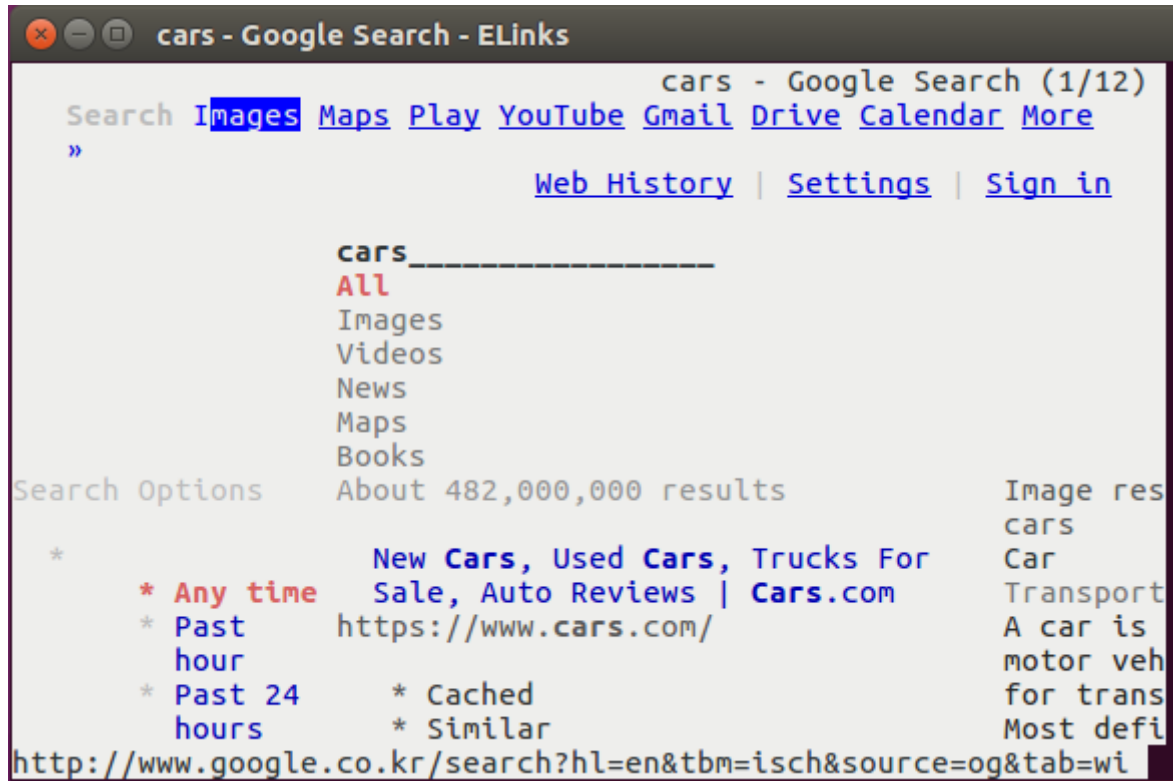 cars - Google Search - ELinks
cars - Google Search (1/12)
Search Images Maps Play YouTube Gmail Drive Calendar More
»
Web History | Settings | Sign in
cars__________________
All
Images
Videos
News
Maps
Books
Search Options About 482,000,000 results Image res
cars
* New Cars, Used Cars, Trucks For Car
* Any time Sale, Auto Reviews | Cars.com Transport
* Past https://www.cars.com/ A car is
hour motor veh
* Past 24 * Cached for trans
hours * Similar Most defi
http://www.google.co.kr/search?hl=en&tbm=isch&source=og&tab=wi